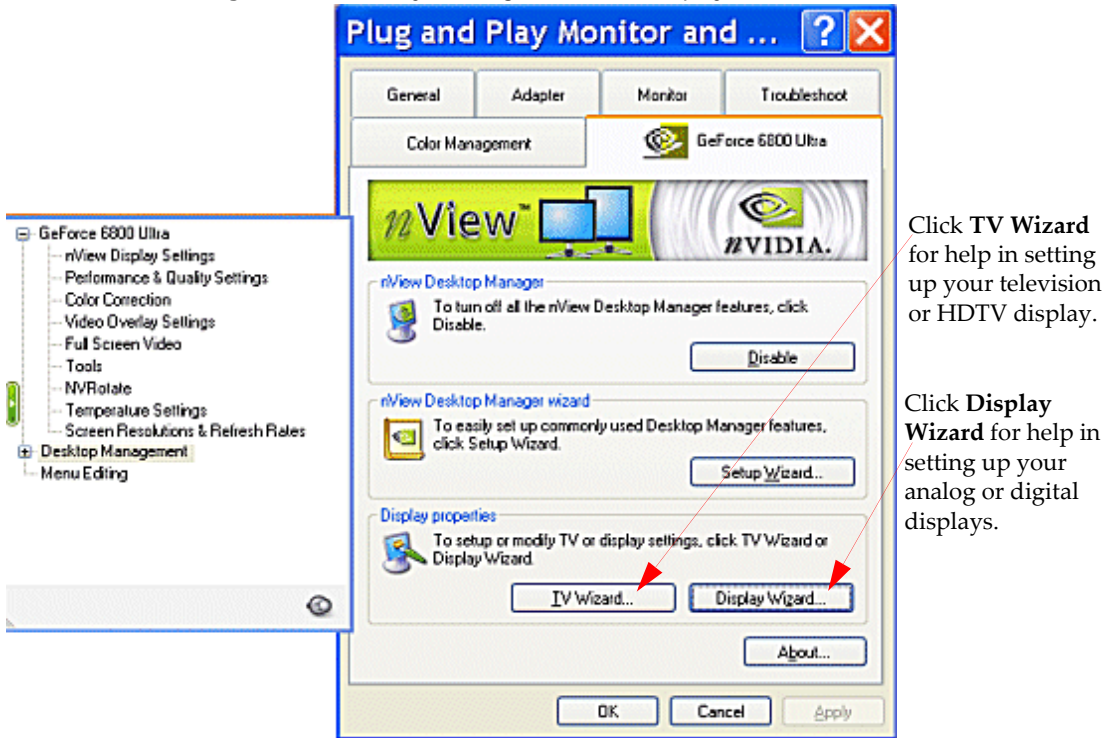 Plug and Play Monitor and ...
General
Adapter
Monitor
Troubleshoot
Color Management
GeForce 6800 Ultra
nView™
nVIDIA.
GeForce 6800 Ultra
nView Display Settings
Performance & Quality Settings
Color Correction
Video Overlay Settings
Full Screen Video
Tools
NVRotate
Temperature Settings
Screen Resolutions & Refresh Rates
Desktop Management
Menu Editing
nView Desktop Manager
To turn off all the nView Desktop Manager features, click
Disable.
Disable
nView Desktop Manager wizard
To easily set up commonly used Desktop Manager features,
click Setup Wizard.
Setup Wizard...
Display properties
To setup or modify TV or display settings, click TV Wizard or
Display Wizard.
TV Wizard...
Display Wizard...
About...
OK
Cancel
Apply
Click TV Wizard
for help in setting
up your television
or HDTV display.
Click Display
Wizard for help in
setting up your
analog or digital
displays.